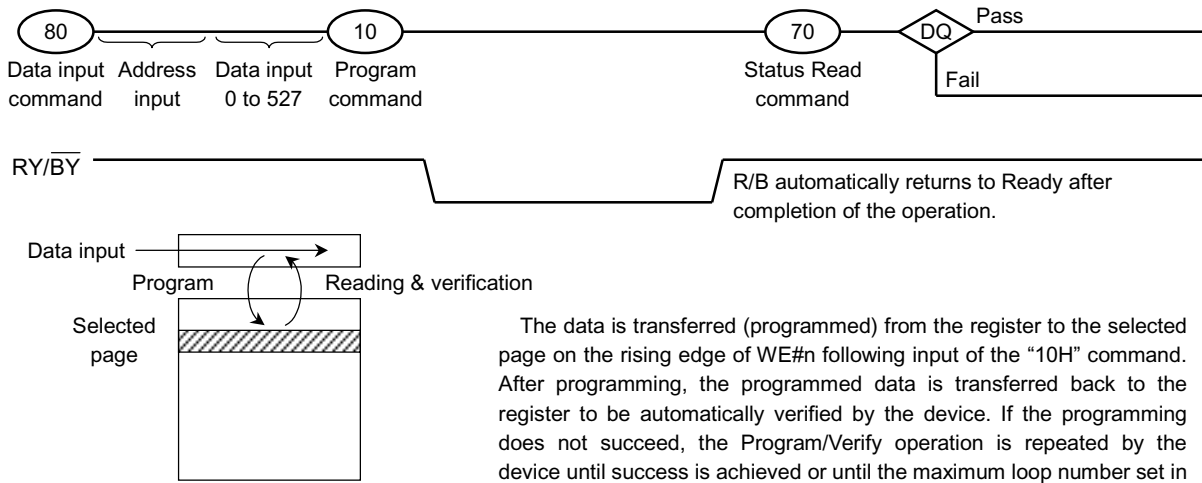 80
10
70
DQ
Pass
Data input
command
Address
input
Data input
0 to 527
Program
command
Status Read
command
Fail
RY/BY
R/B automatically returns to Ready after
completion of the operation.
Data input
Program
Reading & verification
Selected
page
The data is transferred (programmed) from the register to the selected
page on the rising edge of WE#n following input of the “10H” command.
After programming, the programmed data is transferred back to the
register to be automatically verified by the device. If the programming
does not succeed, the Program/Verify operation is repeated by the
device until success is achieved or until the maximum loop number set in